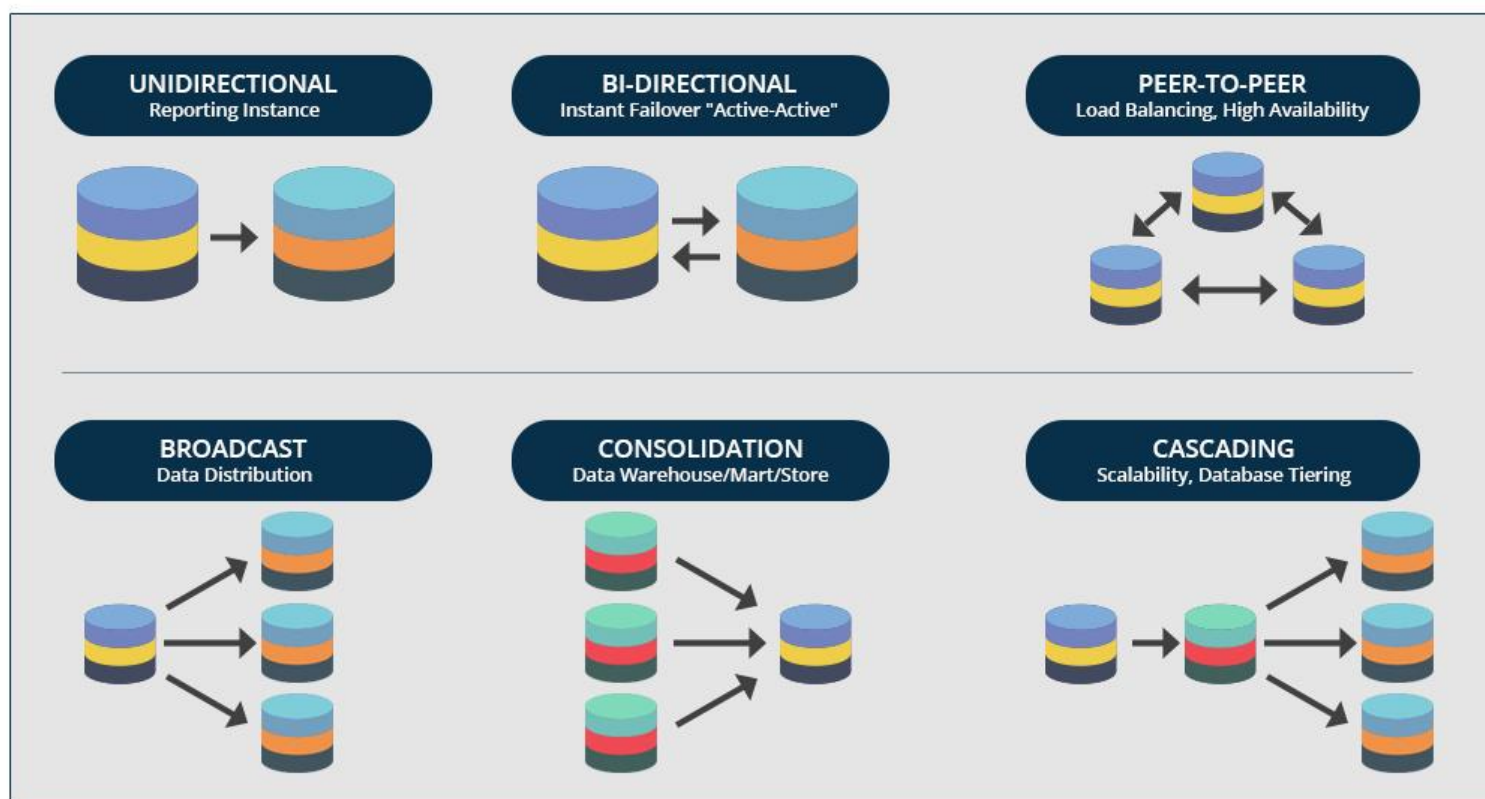 UNIDIRECTIONAL
Reporting Instance
BI-DIRECTIONAL
Instant Failover "Active-Active"
PEER-TO-PEER
Load Balancing, High Availability
BROADCAST
Data Distribution
CONSOLIDATION
Data Warehouse/Mart/Store
CASCADING
Scalability, Database Tiering